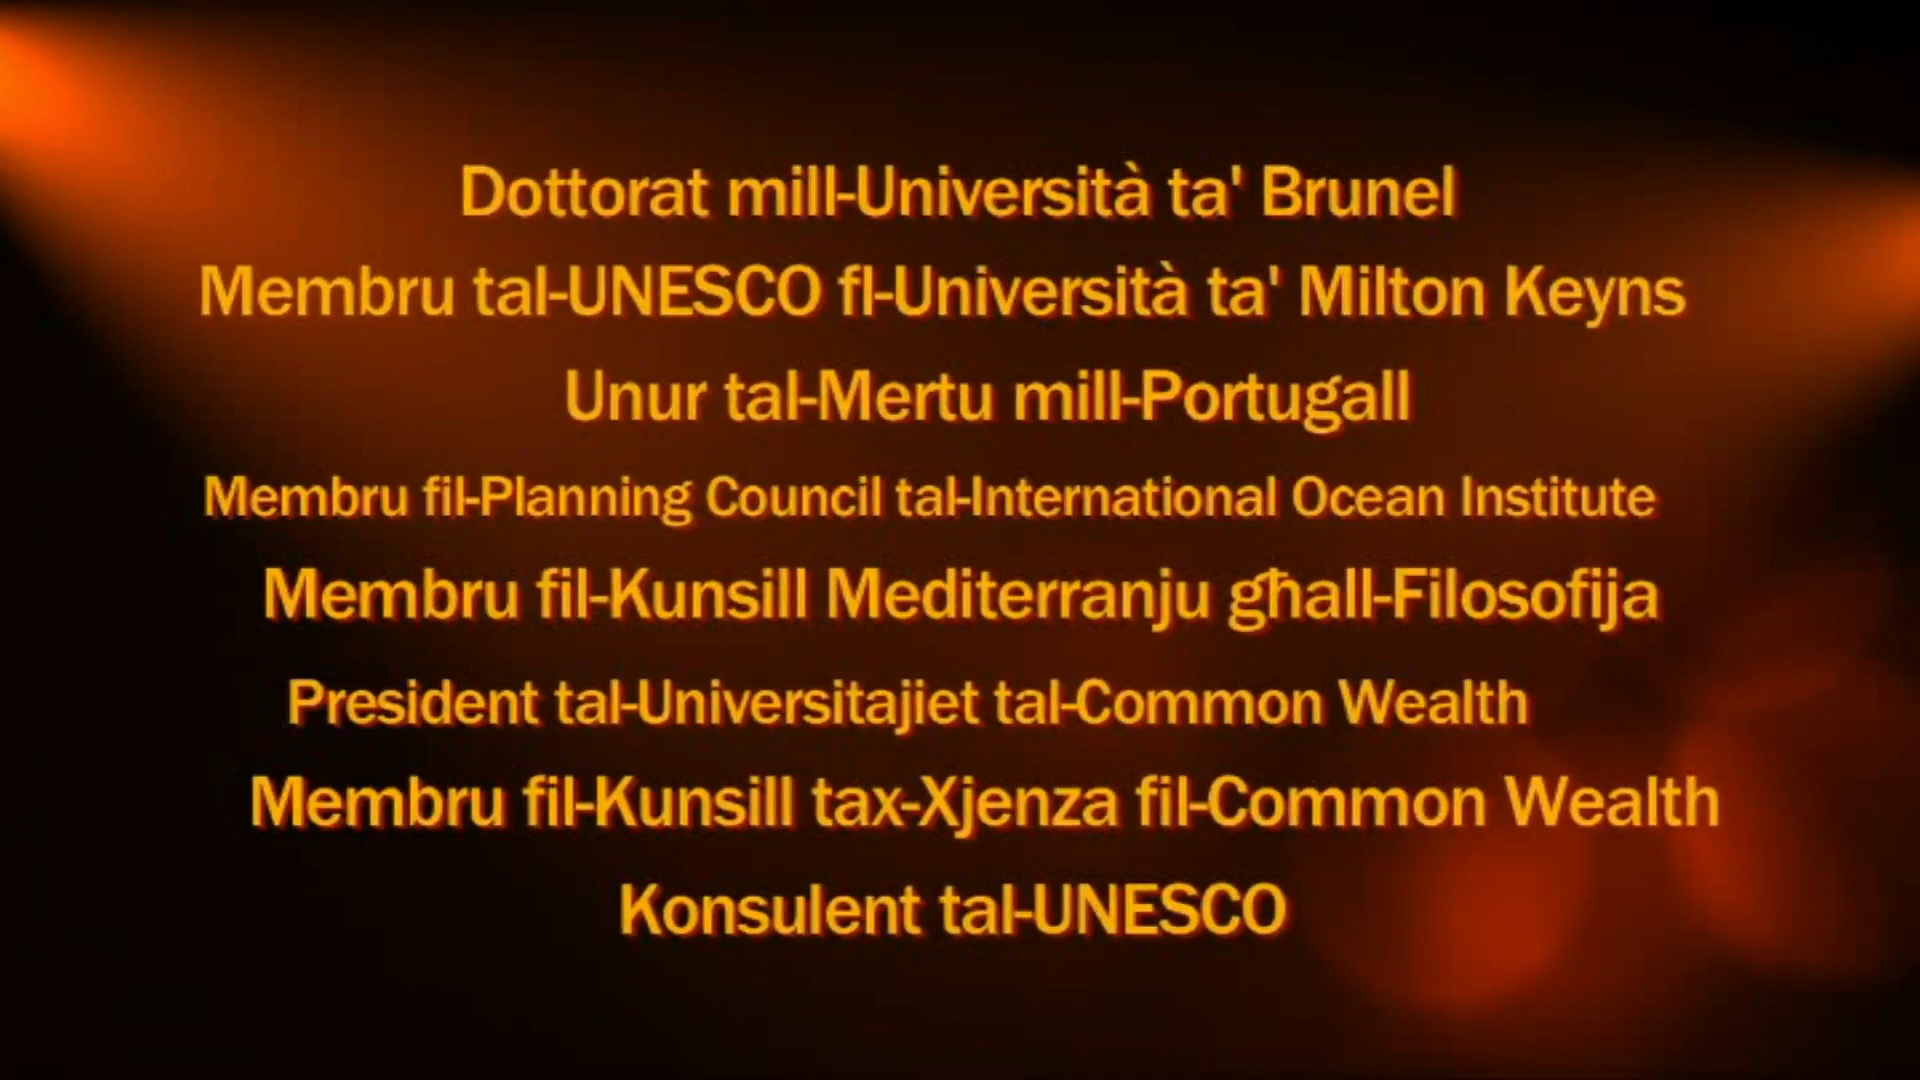 Dottorat mill-Università ta' Brunel
Membru tal-UNESCO fl-Università ta' Milton Keyns
Unur tal-Mertu mill-Portugall
Membru fil-Planning Council tal-International Ocean Institute
Membru fil-Kunsill Mediterranju għall-Filosofija
President tal-Universitajiet tal-Common Wealth
Membru fil-Kunsill tax-Xjenza fil-Common Wealth
Konsulent tal-UNESCO